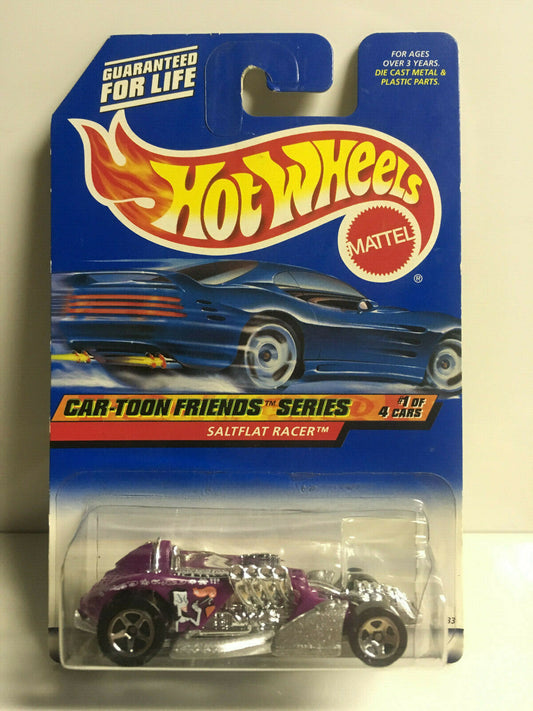 GUARANTEED
FOR LIFE
FOR AGES
OVER 3 YEARS.
DIE CAST METAL &
PLASTIC PARTS.
HOT WHEELS
MATTEL
®
CAR-TOON FRIENDS™ SERIES
#1 OF
4 CARS
SALTFLAT RACER™